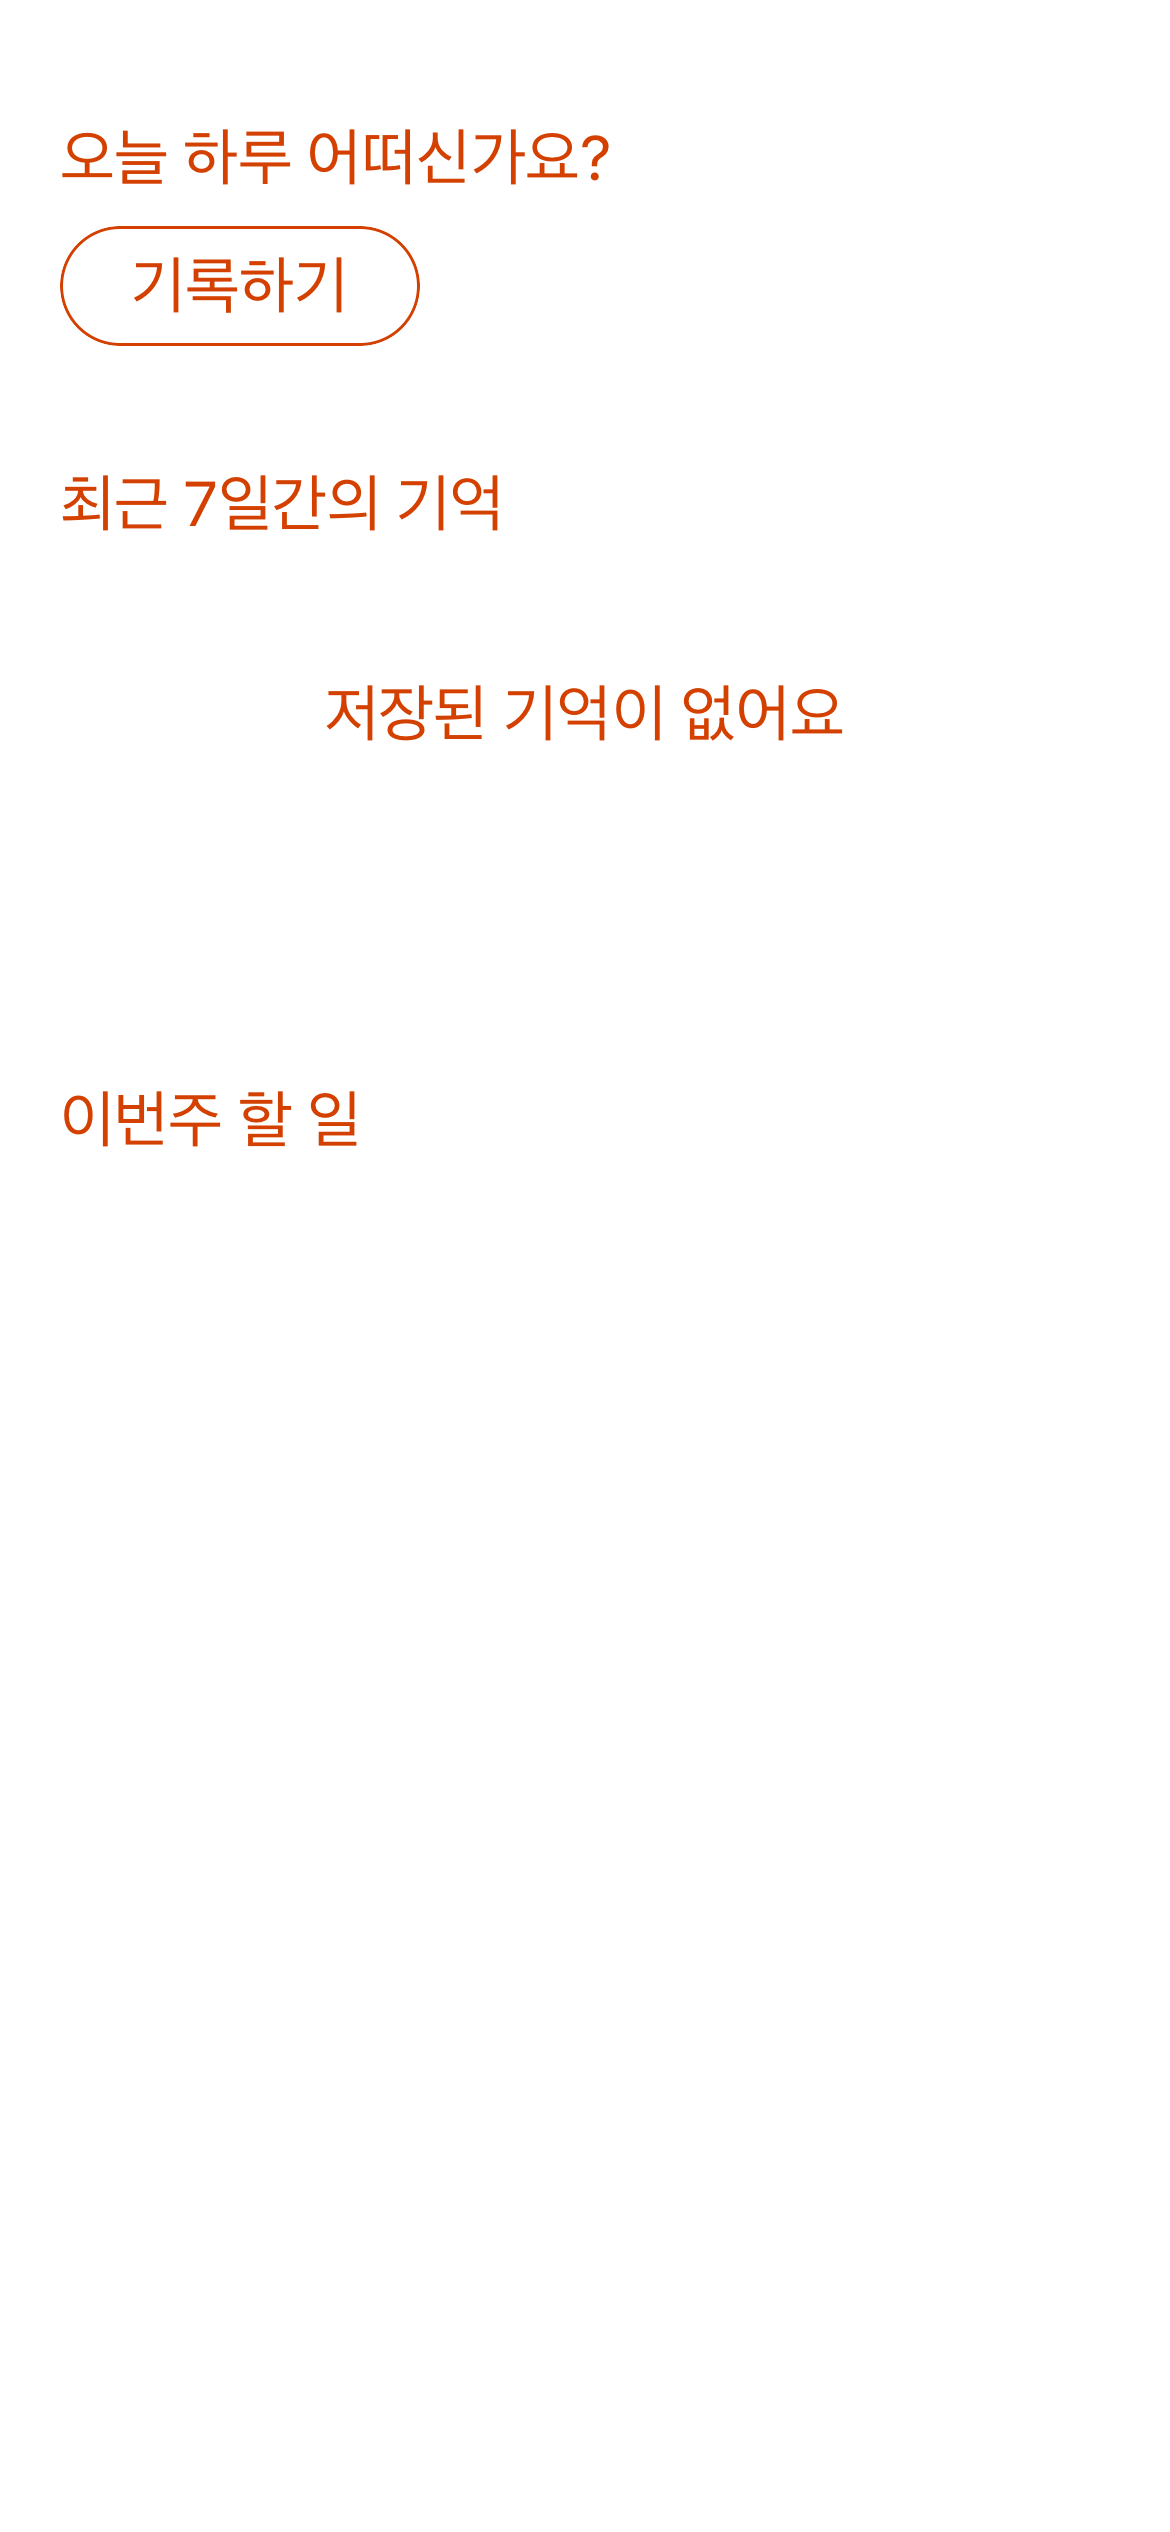 오늘 하루 어떠신가요?
기록하기
최근 7일간의 기억
저장된 기억이 없어요
이번주 할 일